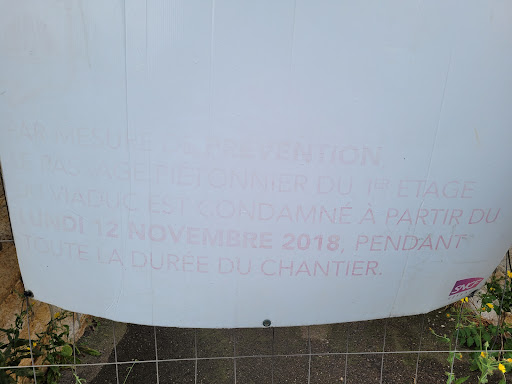 PAR MESURE DE PRÉVENTION,
LE PASSAGE PIÉTONNIER DU 1er ETAGE
DU VIADUC EST CONDAMNÉ À PARTIR DU
LUNDI 12 NOVEMBRE 2018, PENDANT
TOUTE LA DURÉE DU CHANTIER.
SNCF